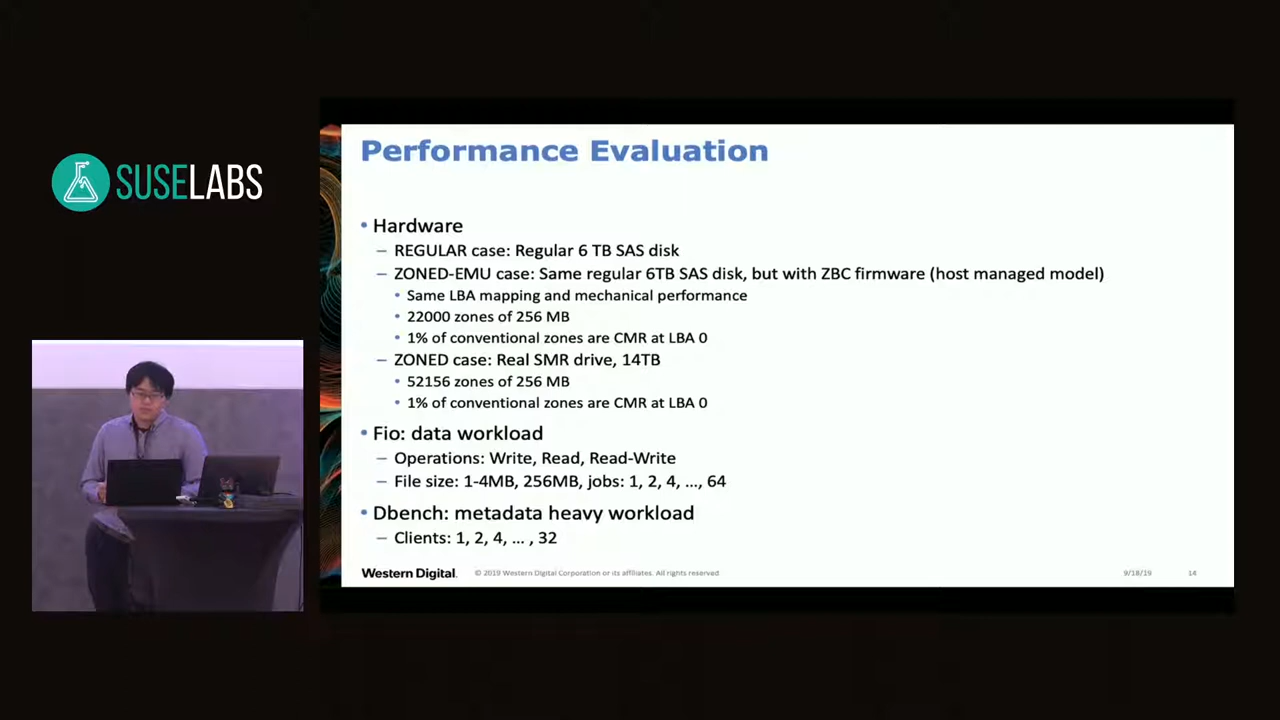 SUSELABS
Performance Evaluation
• Hardware
– REGULAR case: Regular 6 TB SAS disk
– ZONED-EMU case: Same regular 6TB SAS disk, but with ZBC firmware (host managed model)
• Same LBA mapping and mechanical performance
• 22000 zones of 256 MB
• 1% of conventional zones are CMR at LBA 0
– ZONED case: Real SMR drive, 14TB
• 52156 zones of 256 MB
• 1% of conventional zones are CMR at LBA 0
• Fio: data workload
– Operations: Write, Read, Read-Write
– File size: 1-4MB, 256MB, jobs: 1, 2, 4, ..., 64
• Dbench: metadata heavy workload
– Clients: 1, 2, 4, ... , 32
Western Digital. © 2019 Western Digital Corporation or its affiliates. All rights reserved. 9/18/19 14